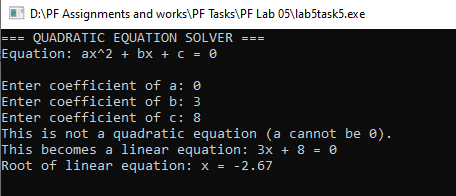 D:\PF Assignments and works\PF Tasks\PF Lab 05\lab5task5.exe
=== QUADRATIC EQUATION SOLVER ===
Equation: ax^2 + bx + c = 0
Enter coefficient of a: 0
Enter coefficient of b: 3
Enter coefficient of c: 8
This is not a quadratic equation (a cannot be 0).
This becomes a linear equation: 3x + 8 = 0
Root of linear equation: x = -2.67